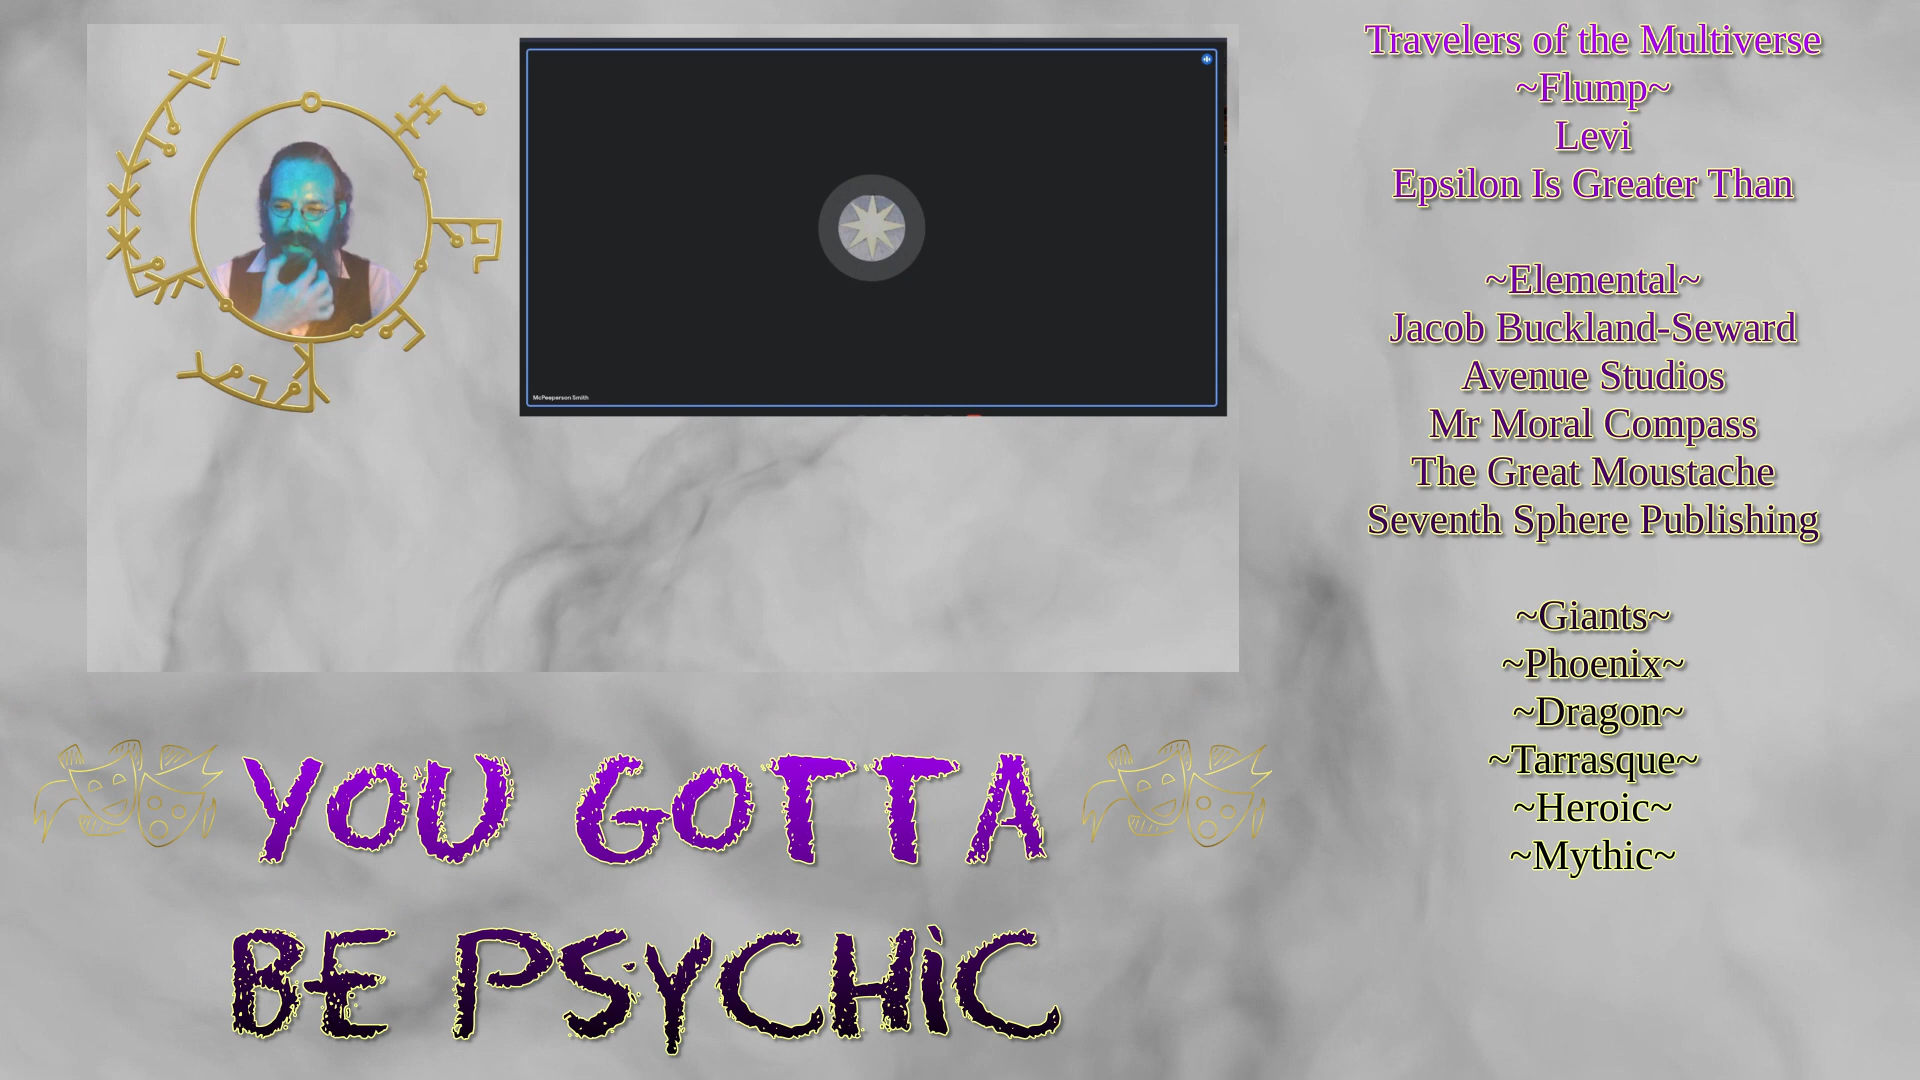 McPeeperson Smith
YOU GOTTA
BE PSYCHIC
Travelers of the Multiverse
~Flump~
Levi
Epsilon Is Greater Than
~Elemental~
Jacob Buckland-Seward
Avenue Studios
Mr Moral Compass
The Great Moustache
Seventh Sphere Publishing
~Giants~
~Phoenix~
~Dragon~
~Tarrasque~
~Heroic~
~Mythic~